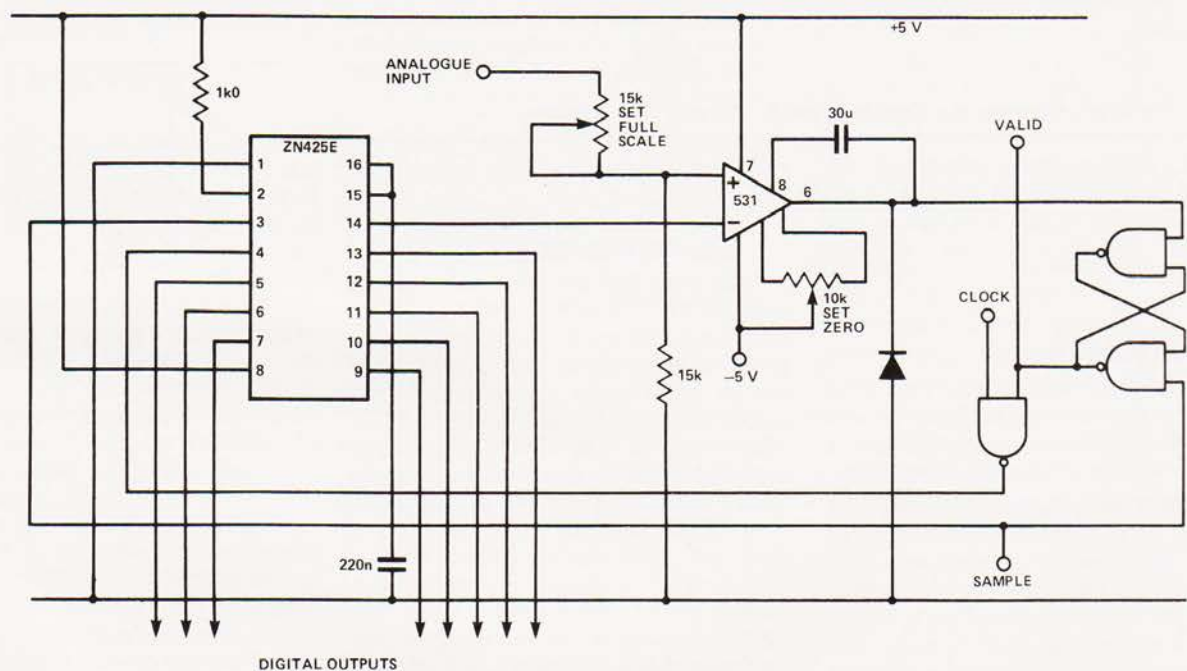 +5 V
ANALOGUE
INPUT
1k0
15k
SET
FULL
SCALE
30u
VALID
ZN425E
1
2
3
4
5
6
7
8
16
15
14
13
12
11
10
9
+
−
531
7
8
6
10k
SET
ZERO
−5 V
15k
CLOCK
220n
SAMPLE
DIGITAL OUTPUTS